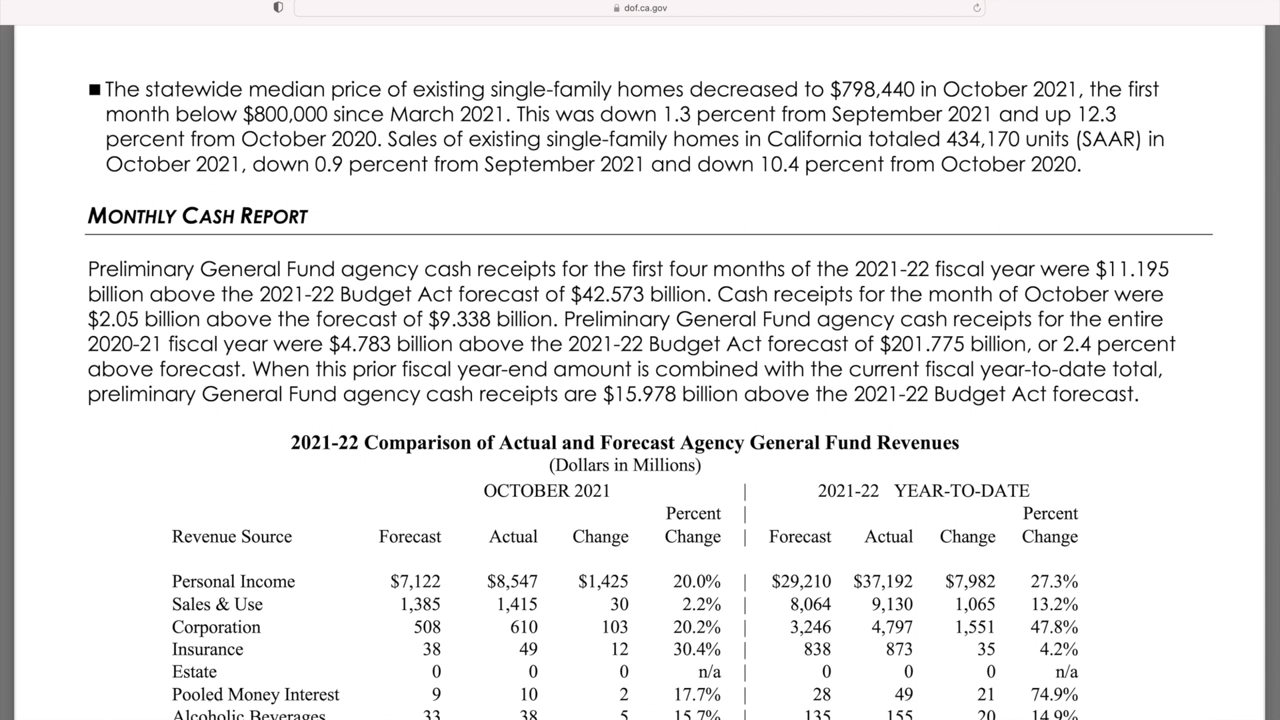 dof.ca.gov
■ The statewide median price of existing single-family homes decreased to $798,440 in October 2021, the first
month below $800,000 since March 2021. This was down 1.3 percent from September 2021 and up 12.3
percent from October 2020. Sales of existing single-family homes in California totaled 434,170 units (SAAR) in
October 2021, down 0.9 percent from September 2021 and down 10.4 percent from October 2020.
MONTHLY CASH REPORT
Preliminary General Fund agency cash receipts for the first four months of the 2021-22 fiscal year were $11.195
billion above the 2021-22 Budget Act forecast of $42.573 billion. Cash receipts for the month of October were
$2.05 billion above the forecast of $9.338 billion. Preliminary General Fund agency cash receipts for the entire
2020-21 fiscal year were $4.783 billion above the 2021-22 Budget Act forecast of $201.775 billion, or 2.4 percent
above forecast. When this prior fiscal year-end amount is combined with the current fiscal year-to-date total,
preliminary General Fund agency cash receipts are $15.978 billion above the 2021-22 Budget Act forecast.
2021-22 Comparison of Actual and Forecast Agency General Fund Revenues
(Dollars in Millions)
OCTOBER 2021 | 2021-22 YEAR-TO-DATE
Percent | Percent
Revenue Source Forecast Actual Change Change | Forecast Actual Change Change
Personal Income $7,122 $8,547 $1,425 20.0% | $29,210 $37,192 $7,982 27.3%
Sales & Use 1,385 1,415 30 2.2% | 8,064 9,130 1,065 13.2%
Corporation 508 610 103 20.2% | 3,246 4,797 1,551 47.8%
Insurance 38 49 12 30.4% | 838 873 35 4.2%
Estate 0 0 0 n/a | 0 0 0 n/a
Pooled Money Interest 9 10 2 17.7% | 28 49 21 74.9%
Alcoholic Beverages 33 38 5 15.7% | 135 155 20 14.9%